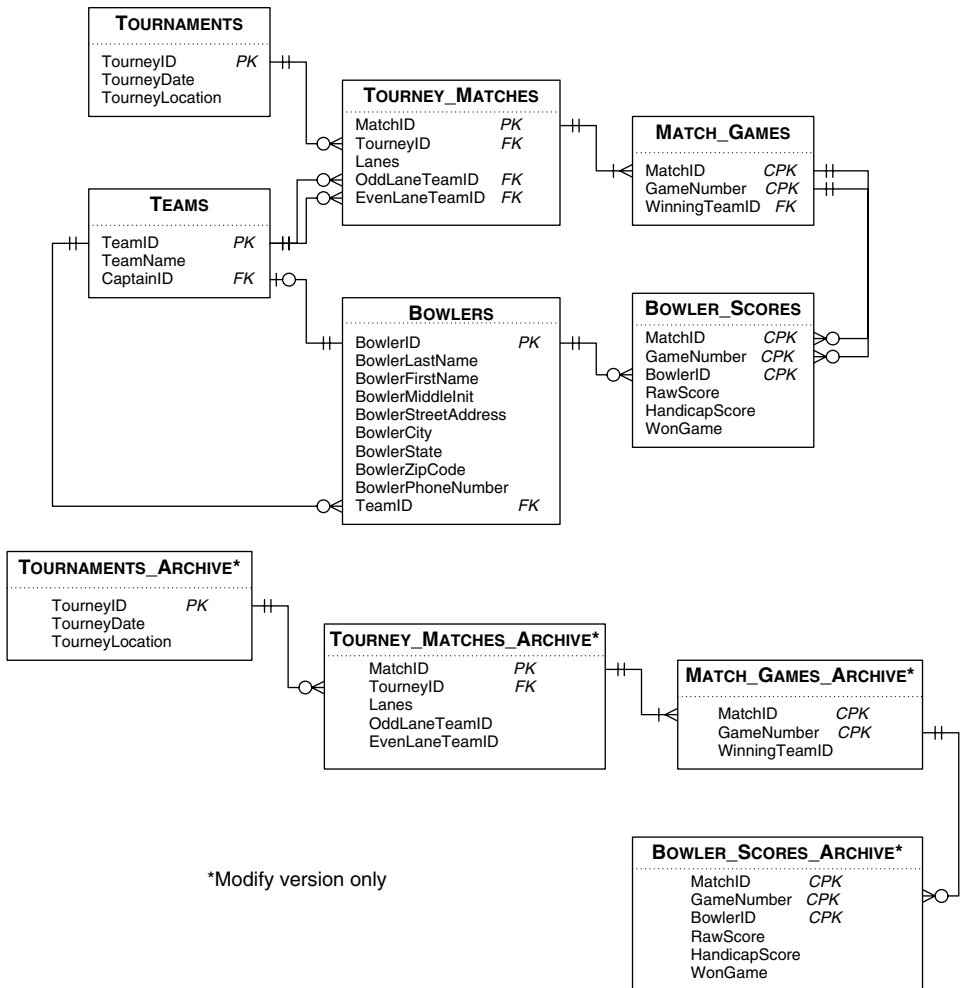 TOURNAMENTS
TourneyID PK
TourneyDate
TourneyLocation
TOURNEY_MATCHES
MatchID PK
TourneyID FK
Lanes
OddLaneTeamID FK
EvenLaneTeamID FK
MATCH_GAMES
MatchID CPK
GameNumber CPK
WinningTeamID FK
TEAMS
TeamID PK
TeamName
CaptainID FK
BOWLERS
BowlerID PK
BowlerLastName
BowlerFirstName
BowlerMiddleInit
BowlerStreetAddress
BowlerCity
BowlerState
BowlerZipCode
BowlerPhoneNumber
TeamID FK
BOWLER_SCORES
MatchID CPK
GameNumber CPK
BowlerID CPK
RawScore
HandicapScore
WonGame
TOURNAMENTS_ARCHIVE*
TourneyID PK
TourneyDate
TourneyLocation
TOURNEY_MATCHES_ARCHIVE*
MatchID PK
TourneyID FK
Lanes
OddLaneTeamID
EvenLaneTeamID
MATCH_GAMES_ARCHIVE*
MatchID CPK
GameNumber CPK
WinningTeamID
BOWLER_SCORES_ARCHIVE*
MatchID CPK
GameNumber CPK
BowlerID CPK
RawScore
HandicapScore
WonGame
*Modify version only